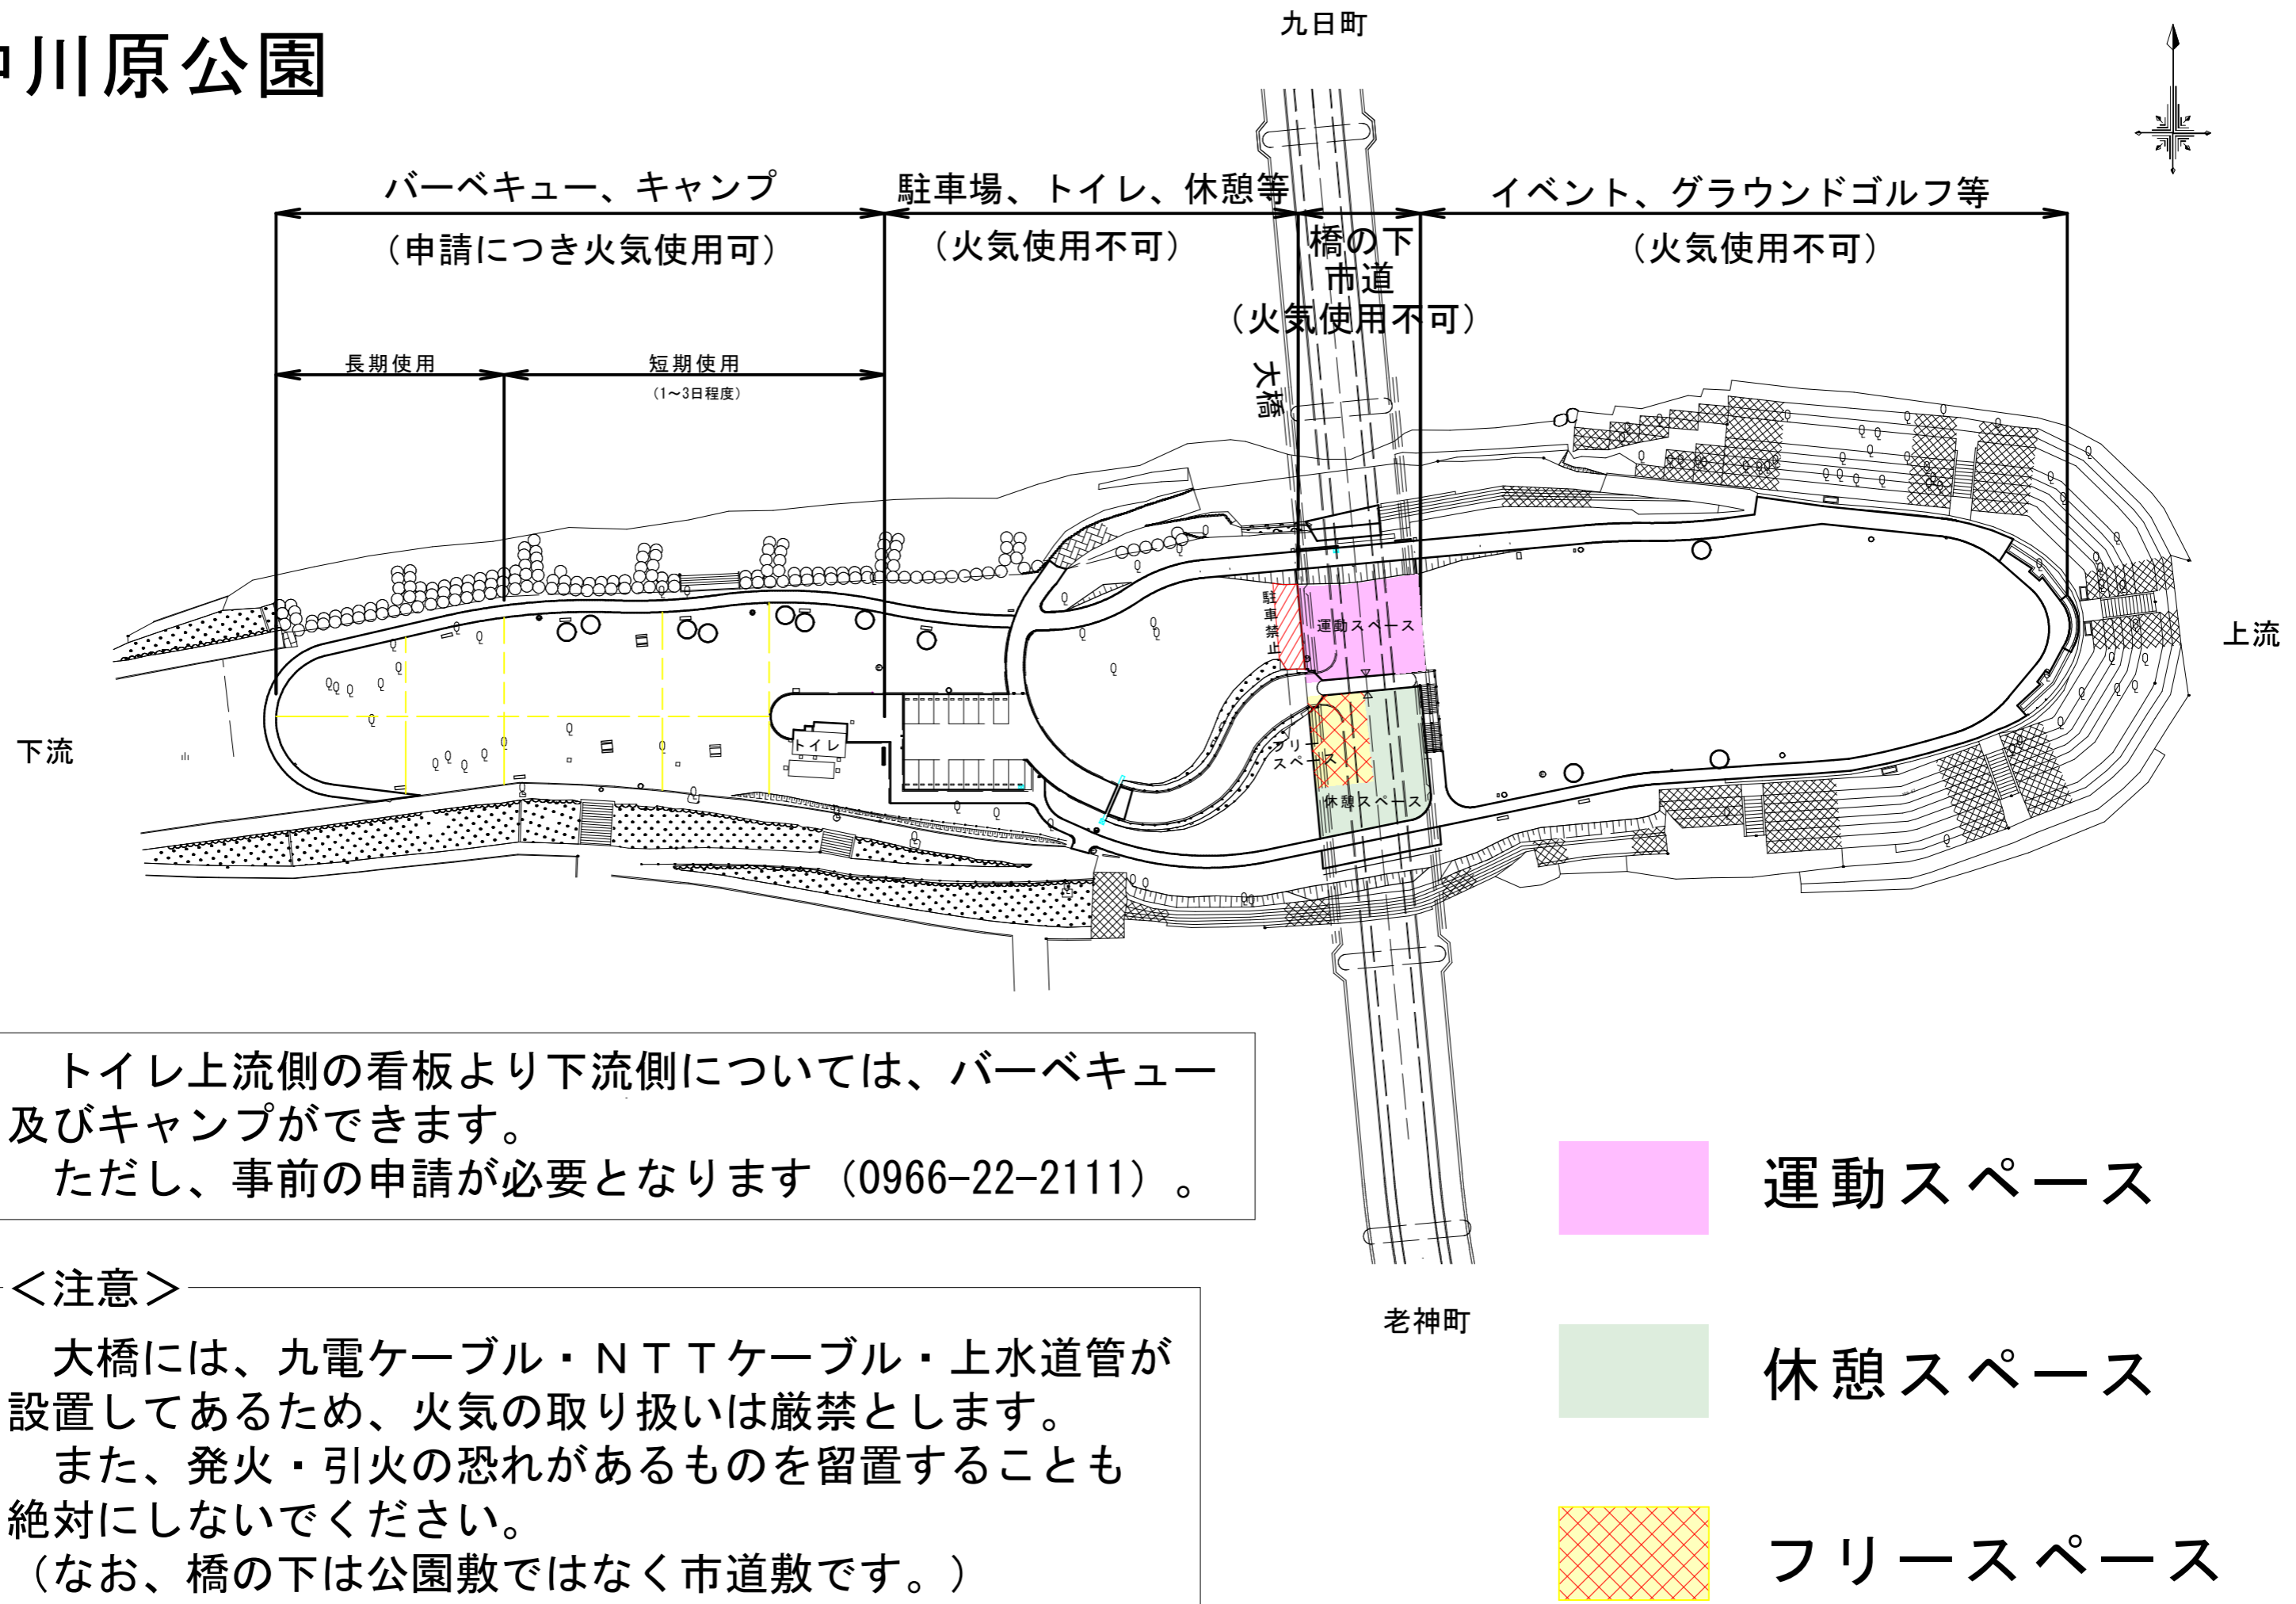 中川原公園
九日町
バーベキュー、キャンプ
（申請につき火気使用可）
駐車場、トイレ、休憩等
（火気使用不可）
橋の下
市道
（火気使用不可）
イベント、グラウンドゴルフ等
（火気使用不可）
長期使用
短期使用
（1～3日程度）
大橋
駐車禁止
運動スペース
フリー
スペース
休憩スペース
トイレ
上流
下流
トイレ上流側の看板より下流側については、バーベキュー
及びキャンプができます。
ただし、事前の申請が必要となります（0966-22-2111）。
＜注意＞
大橋には、九電ケーブル・ＮＴＴケーブル・上水道管が
設置してあるため、火気の取り扱いは厳禁とします。
また、発火・引火の恐れがあるものを留置することも
絶対にしないでください。
（なお、橋の下は公園敷ではなく市道敷です。）
老神町
運動スペース
休憩スペース
フリースペース